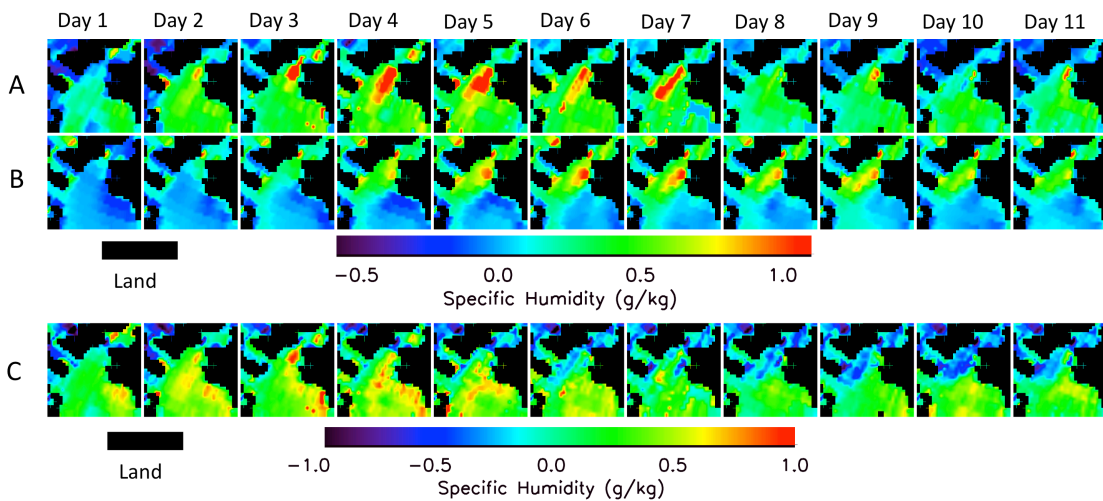 Day 1 Day 2 Day 3 Day 4 Day 5 Day 6 Day 7 Day 8 Day 9 Day 10 Day 11
A
B
Land
−0.5 0.0 0.5 1.0
Specific Humidity (g/kg)
C
Land
−1.0 −0.5 0.0 0.5 1.0
Specific Humidity (g/kg)